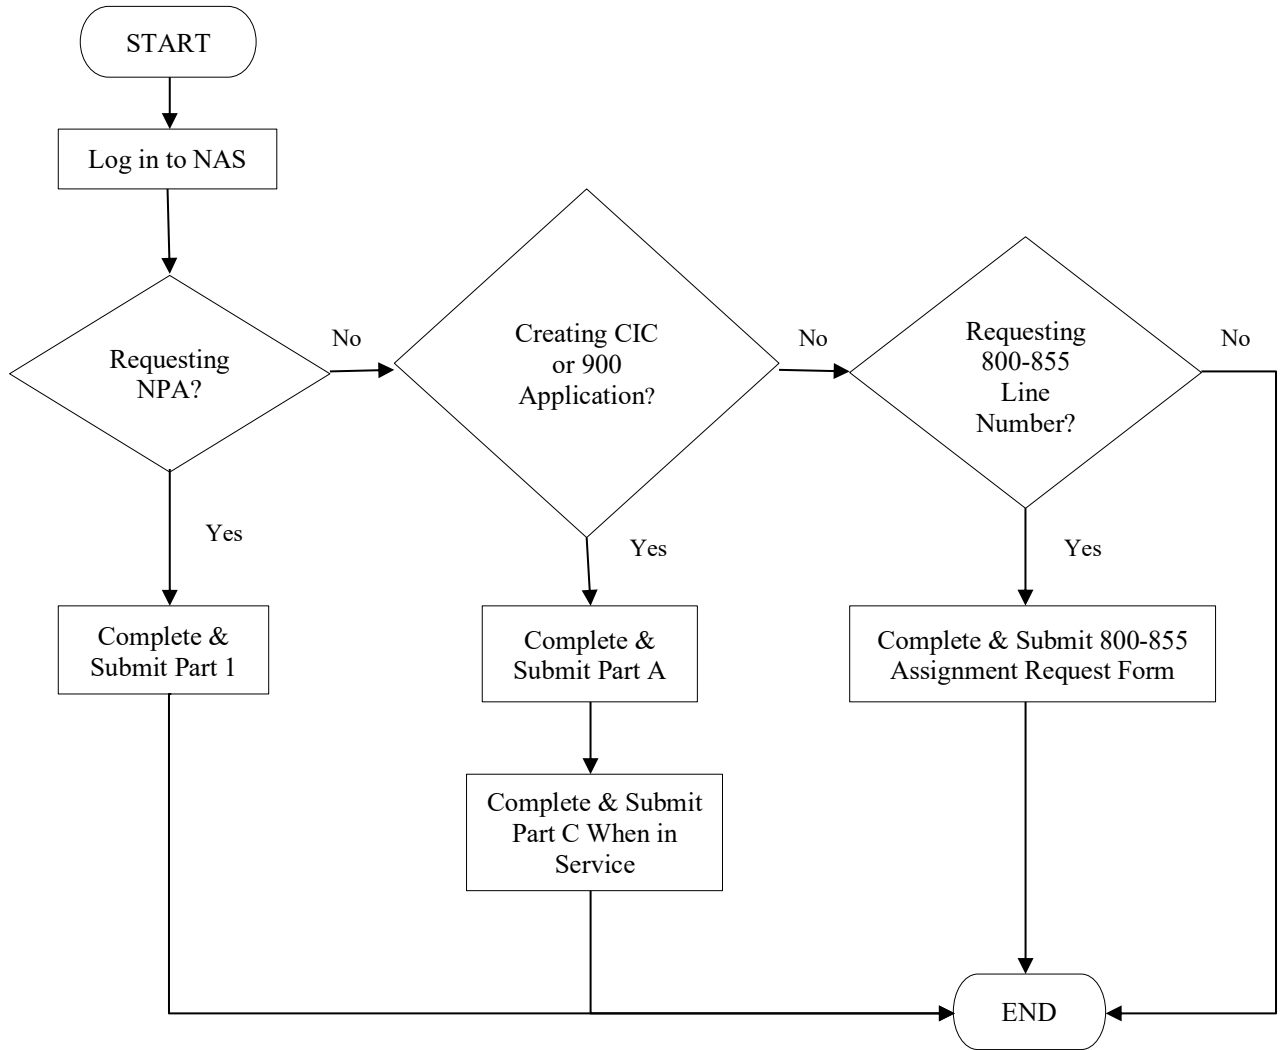 START
Log in to NAS
Requesting
NPA?
No
Creating CIC
or 900
Application?
No
Requesting
800-855
Line
Number?
No
Yes
Yes
Yes
Complete &
Submit Part 1
Complete &
Submit Part A
Complete & Submit 800-855
Assignment Request Form
Complete & Submit
Part C When in
Service
END